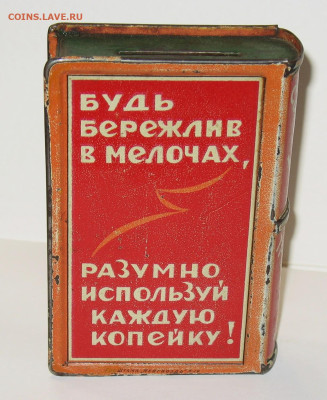 COINS.LAVE.RU
БУДЬ
БЕРЕЖЛИВ
В МЕЛОЧАХ,
РАЗУМНО
ИСПОЛЬЗУЙ
КАЖДУЮ
КОПЕЙКУ!